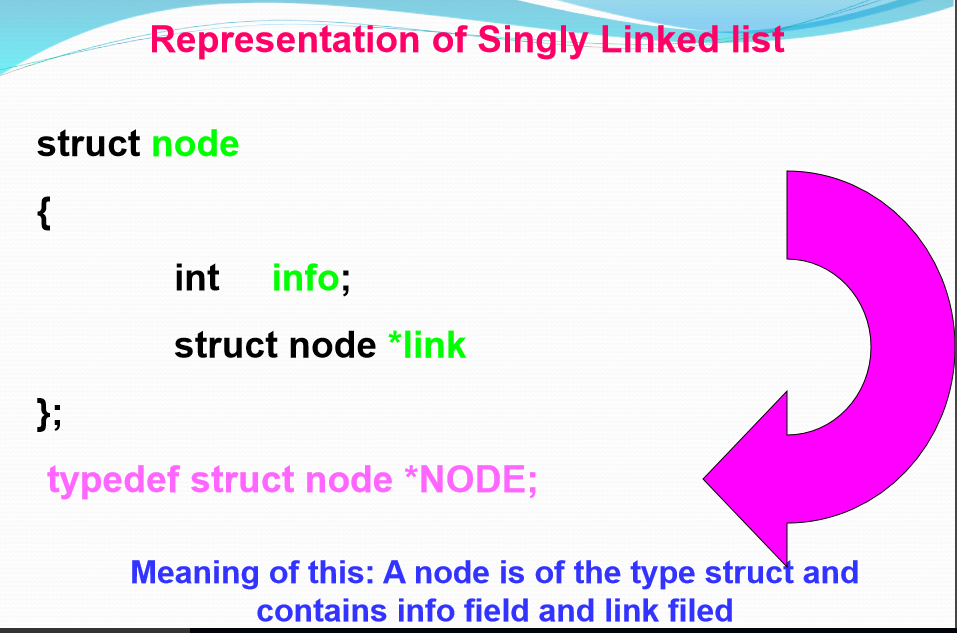 Representation of Singly Linked list
struct node
{
int info;
struct node *link
};
typedef struct node *NODE;
Meaning of this: A node is of the type struct and
contains info field and link filed